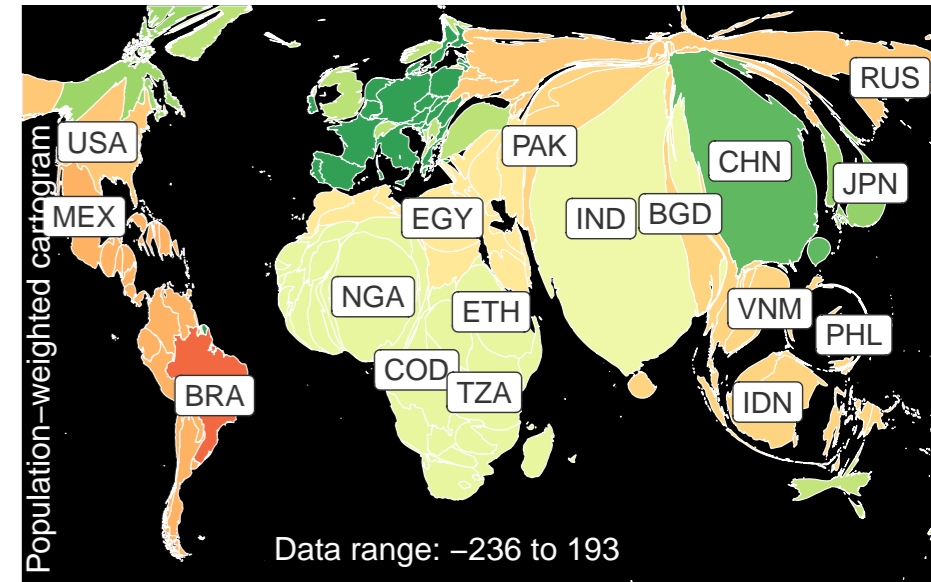 Population−weighted cartogram
RUS
USA
PAK
CHN
JPN
MEX
EGY
IND
BGD
NGA
ETH
VNM
PHL
COD
TZA
BRA
IDN
Data range: −236 to 193